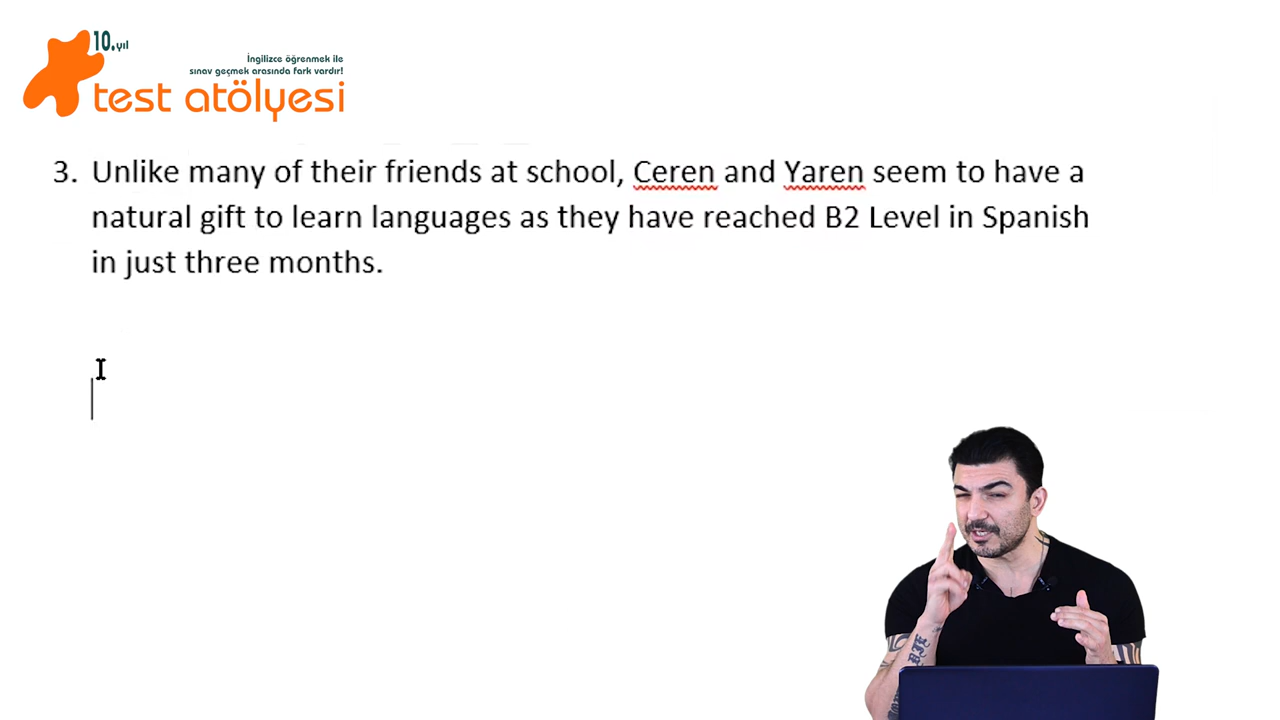 10.yıl
İngilizce öğrenmek ile
sınav geçmek arasında fark vardır!
test atölyesi
3. Unlike many of their friends at school, Ceren and Yaren seem to have a
natural gift to learn languages as they have reached B2 Level in Spanish
in just three months.